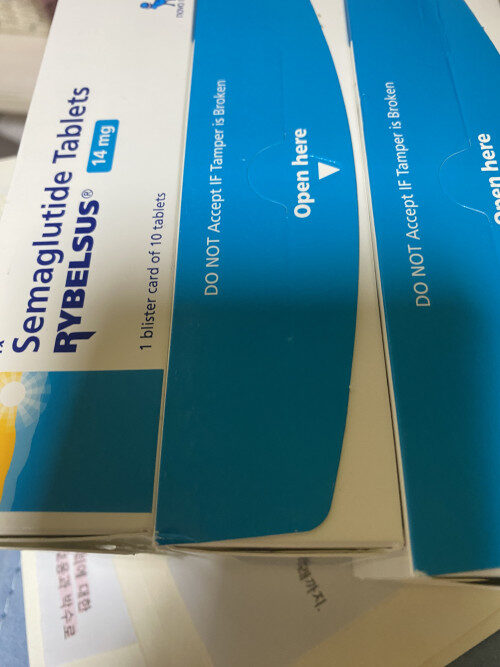 Semaglutide Tablets
RYBELSUS® 14 mg
1 blister card of 10 tablets
DO NOT Accept IF Tamper is Broken
Open here
DO NOT Accept IF Tamper is Broken
Open here